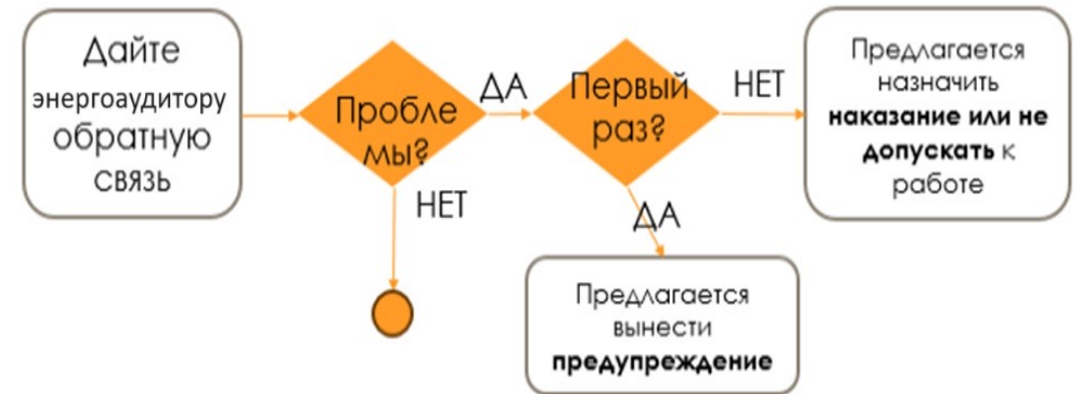 Дайте
энергоаудитору
обратную
связь
Пробле
мы?
ДА
Первый
раз?
НЕТ
Предлагается
назначить
наказание или не
допускать к
работе
НЕТ
ДА
Предлагается
вынести
предупреждение